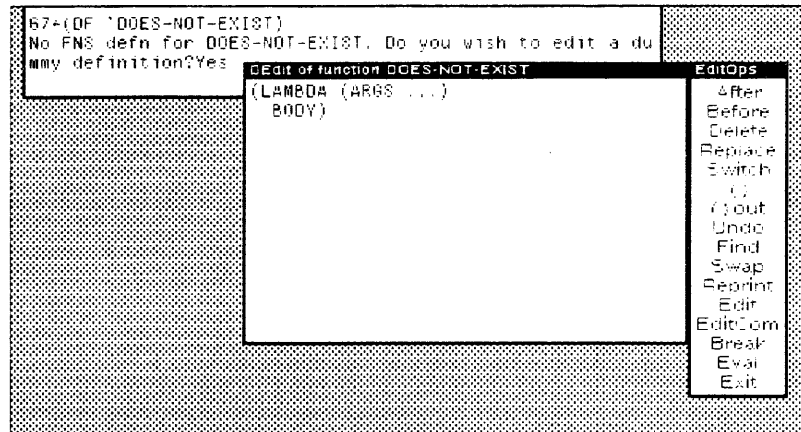 67←(DF 'DOES-NOT-EXIST)
No FNS defn for DOES-NOT-EXIST. Do you wish to edit a du
mmy definition?Yes
DEdit of function DOES-NOT-EXIST
(LAMBDA (ARGS ...)
BODY)
EditOps
After
Before
Delete
Replace
Switch
()
()out
Undo
Find
Swap
Reprint
Edit
EditCom
Break
Eval
Exit